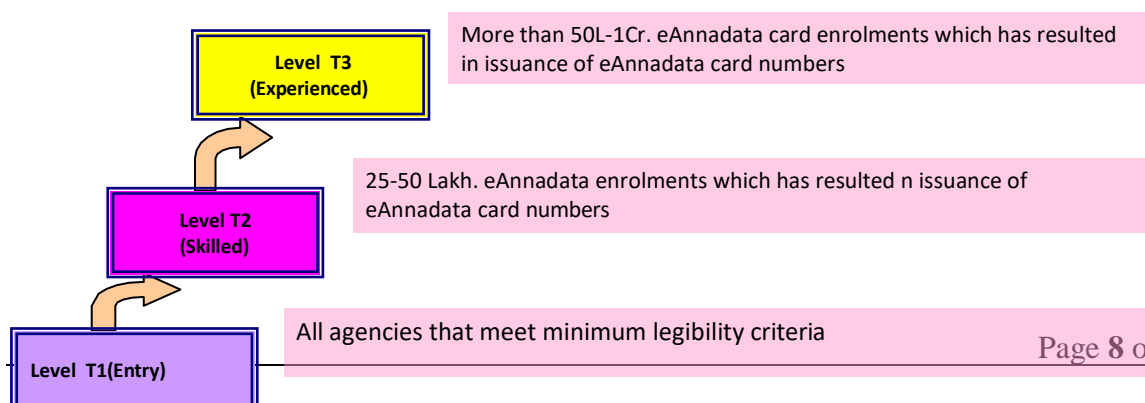 More than 50L-1Cr. eAnnadata card enrolments which has resulted
in issuance of eAnnadata card numbers
Level T3
(Experienced)
25-50 Lakh. eAnnadata enrolments which has resulted n issuance of
eAnnadata card numbers
Level T2
(Skilled)
All agencies that meet minimum legibility criteria
Page 8 o
Level T1(Entry)